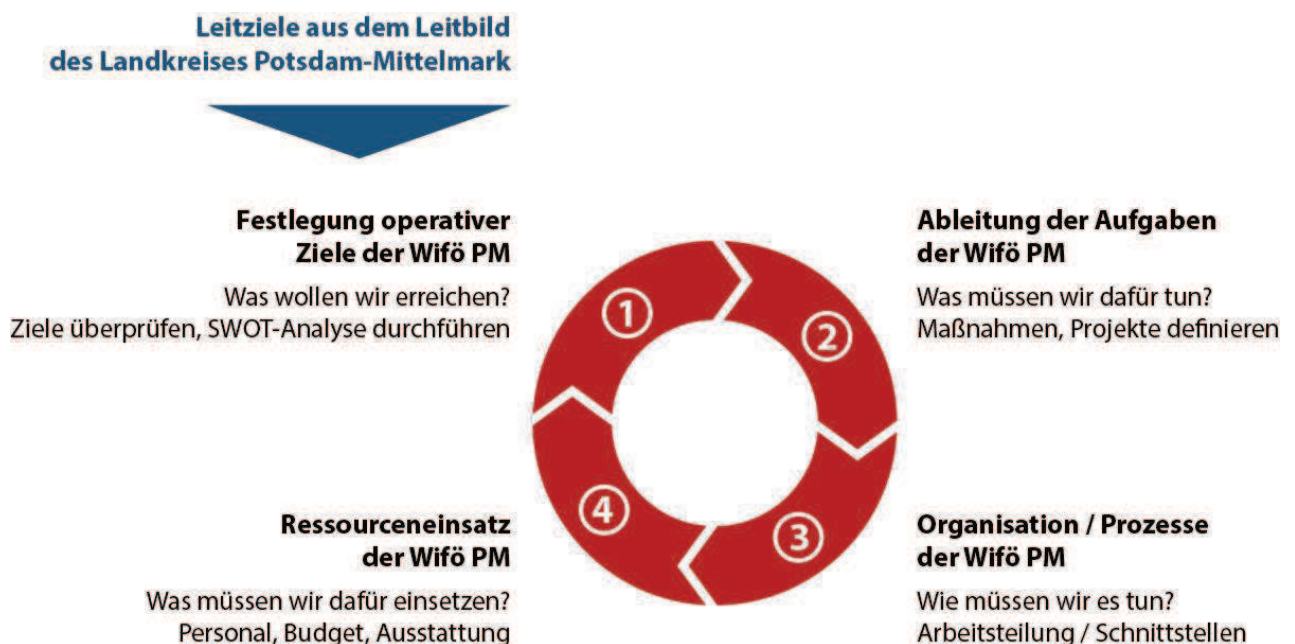 Leitziele aus dem Leitbild
des Landkreises Potsdam-Mittelmark
Festlegung operativer
Ziele der Wifö PM
Was wollen wir erreichen?
Ziele überprüfen, SWOT-Analyse durchführen
1
2
Ableitung der Aufgaben
der Wifö PM
Was müssen wir dafür tun?
Maßnahmen, Projekte definieren
3
Organisation / Prozesse
der Wifö PM
Wie müssen wir es tun?
Arbeitsteilung / Schnittstellen
4
Ressourceneinsatz
der Wifö PM
Was müssen wir dafür einsetzen?
Personal, Budget, Ausstattung